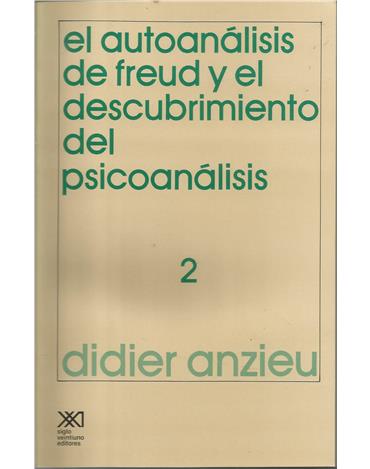 el autoanálisis
de freud y el
descubrimiento
del
psicoanálisis
2
didier anzieu
siglo
veintiuno
editores